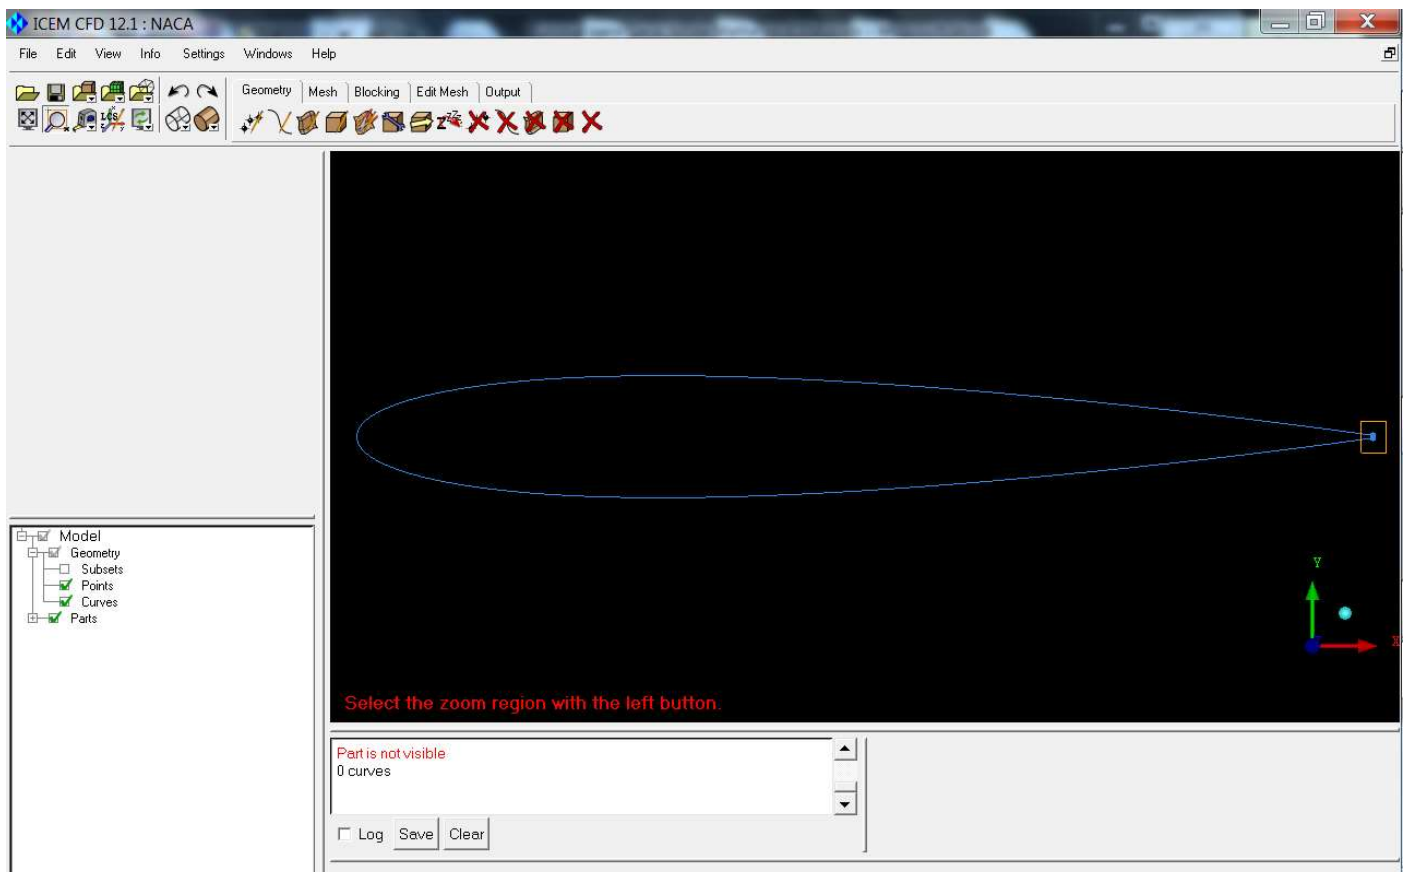 ICEM CFD 12.1 : NACA
File Edit View Info Settings Windows Help
Geometry Mesh Blocking Edit Mesh Output
LCS
Model
Geometry
Subsets
Points
Curves
Parts
Y
X
Select the zoom region with the left button.
Part is not visible
0 curves
Log Save Clear